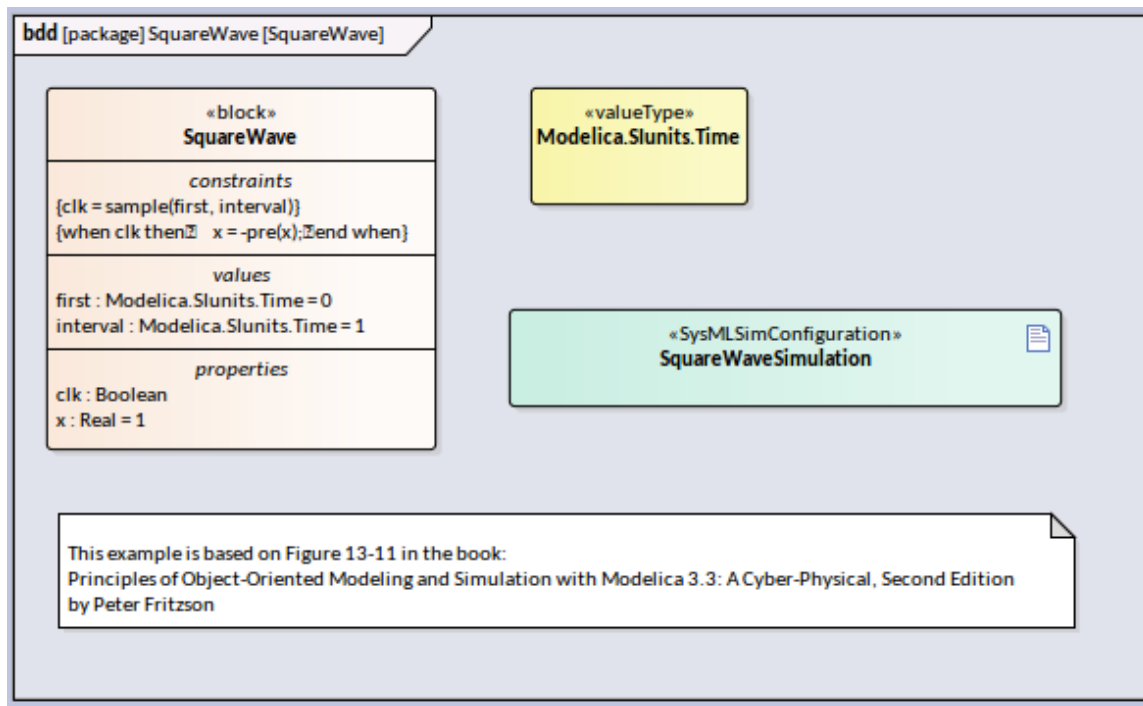 bdd [package] SquareWave [SquareWave]
«block»
SquareWave
constraints
{clk = sample(first, interval)}
{when clk then⍰ x = -pre(x);⍰end when}
values
first : Modelica.SIunits.Time = 0
interval : Modelica.SIunits.Time = 1
properties
clk : Boolean
x : Real = 1
«valueType»
Modelica.SIunits.Time
«SysMLSimConfiguration»
SquareWaveSimulation
This example is based on Figure 13-11 in the book:
Principles of Object-Oriented Modeling and Simulation with Modelica 3.3: A Cyber-Physical, Second Edition
by Peter Fritzson